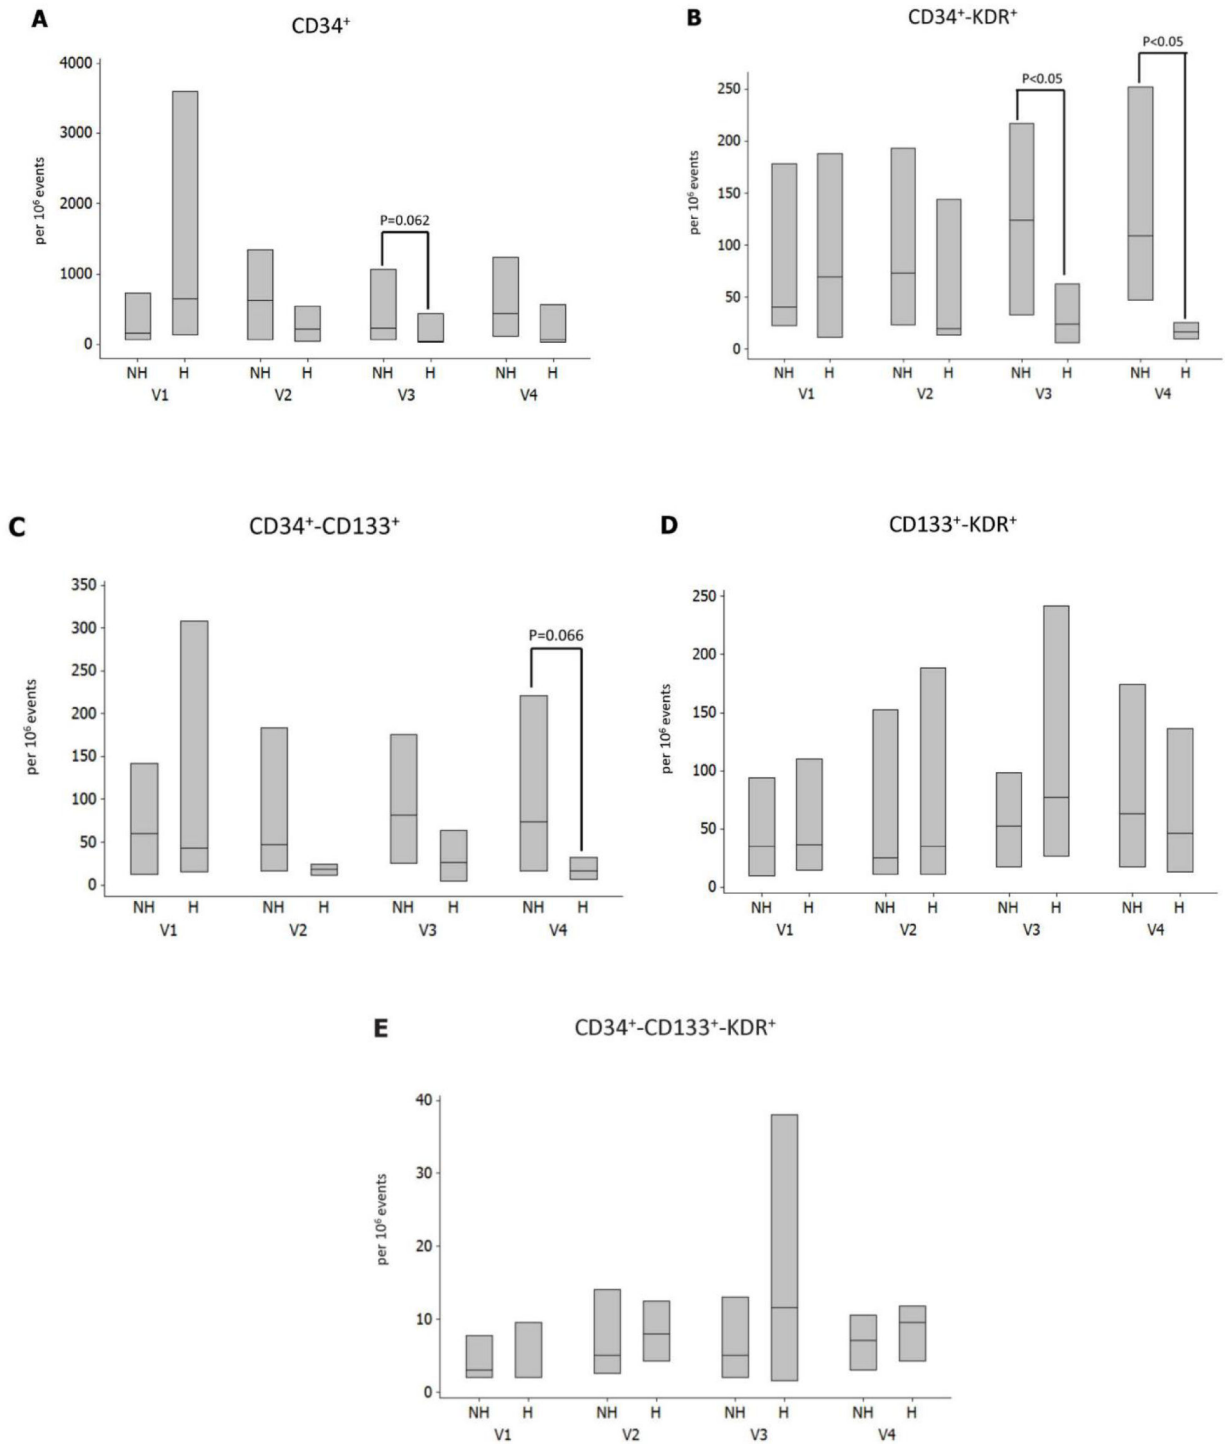 A
CD34⁺
per 10⁶ events
4000
3000
2000
1000
0
P=0.062
NH H NH H NH H NH H
V1 V2 V3 V4
B
CD34⁺-KDR⁺
per 10⁶ events
250
200
150
100
50
0
P<0.05
P<0.05
NH H NH H NH H NH H
V1 V2 V3 V4
C
CD34⁺-CD133⁺
per 10⁶ events
350
300
250
200
150
100
50
0
P=0.066
NH H NH H NH H NH H
V1 V2 V3 V4
D
CD133⁺-KDR⁺
per 10⁶ events
250
200
150
100
50
0
NH H NH H NH H NH H
V1 V2 V3 V4
E
CD34⁺-CD133⁺-KDR⁺
per 10⁶ events
40
30
20
10
0
NH H NH H NH H NH H
V1 V2 V3 V4